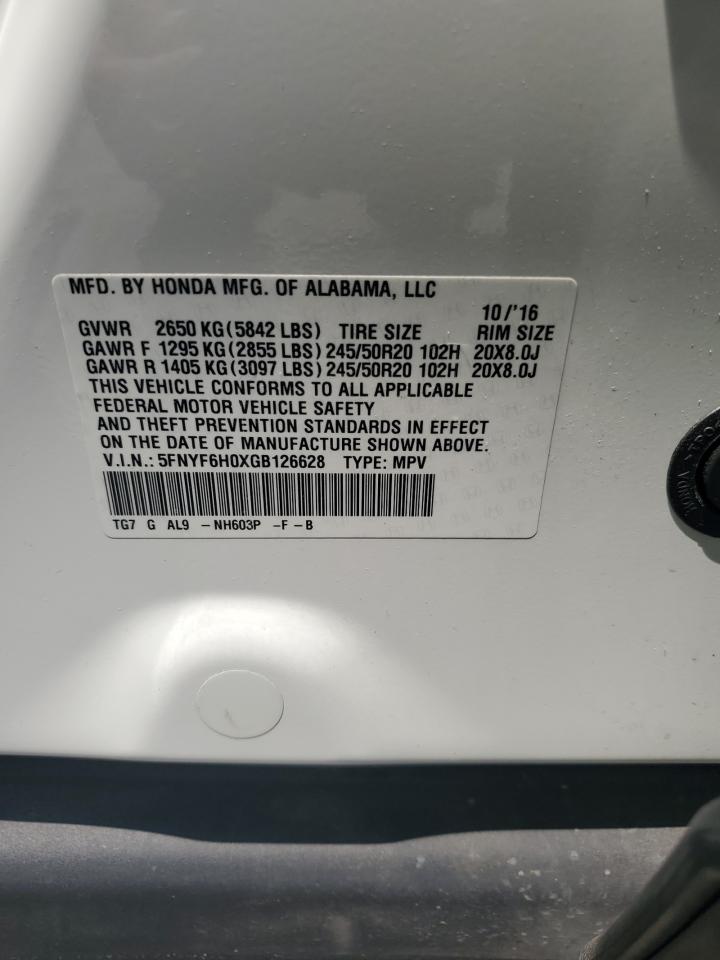 MFD. BY HONDA MFG. OF ALABAMA, LLC
10/'16
GVWR 2650 KG(5842 LBS) TIRE SIZE RIM SIZE
GAWR F 1295 KG(2855 LBS)245/50R20 102H 20X8.0J
GAWR R 1405 KG(3097 LBS)245/50R20 102H 20X8.0J
THIS VEHICLE CONFORMS TO ALL APPLICABLE
FEDERAL MOTOR VEHICLE SAFETY
AND THEFT PREVENTION STANDARDS IN EFFECT
ON THE DATE OF MANUFACTURE SHOWN ABOVE.
V.I.N.: 5FNYF6H0XGB126628 TYPE: MPV
TG7 G AL9 -NH603P -F-B